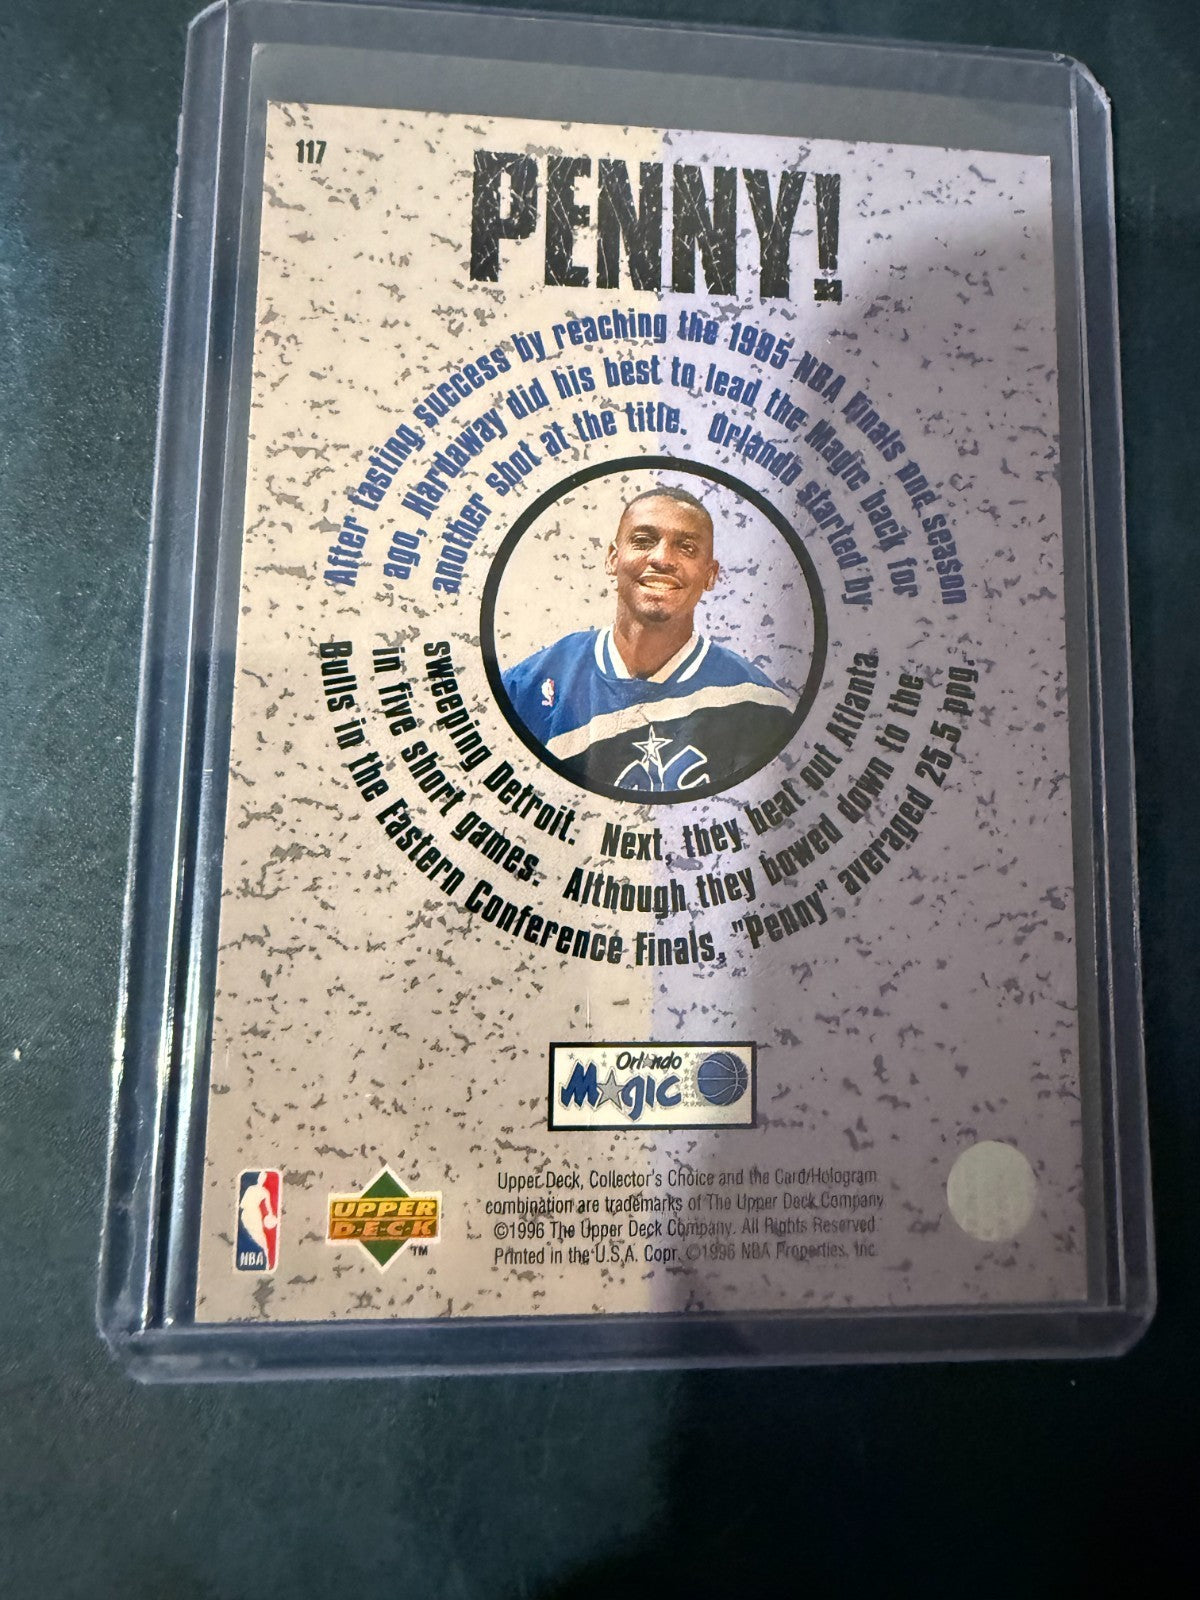 117
PENNY!
After tasting success by reaching the 1995 NBA Finals one season
ago, Hardaway did his best to lead the Magic back for
another shot at the title. Orlando started by
sweeping Detroit. Next, they beat out Atlanta
in five short games. Although they bowed down to the
Bulls in the Eastern Conference Finals, "Penny" averaged 25.5 ppg.
Orlando
Magic
Upper Deck, Collector's Choice and the Card/Hologram
combination are trademarks of The Upper Deck Company
©1996 The Upper Deck Company. All Rights Reserved.
Printed in the U.S.A. Copr. ©1996 NBA Properties, Inc.
NBA
UPPER
DECK
TM